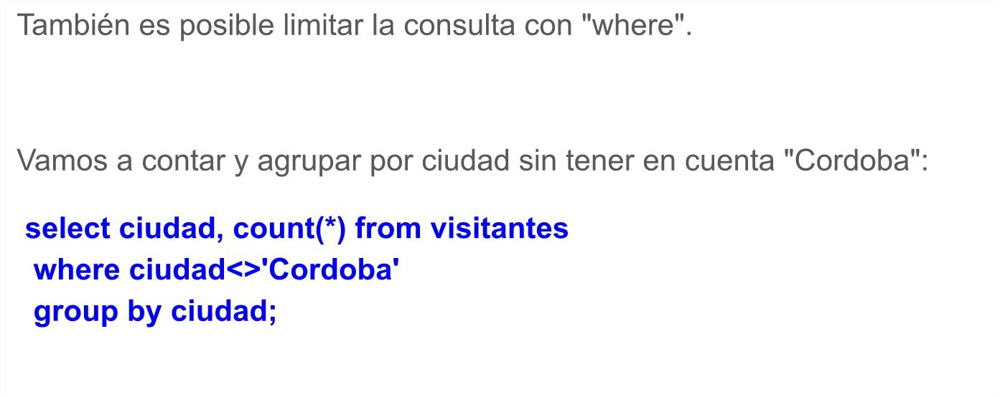 También es posible limitar la consulta con "where".
Vamos a contar y agrupar por ciudad sin tener en cuenta "Cordoba":
select ciudad, count(*) from visitantes
where ciudad<>'Cordoba'
group by ciudad;